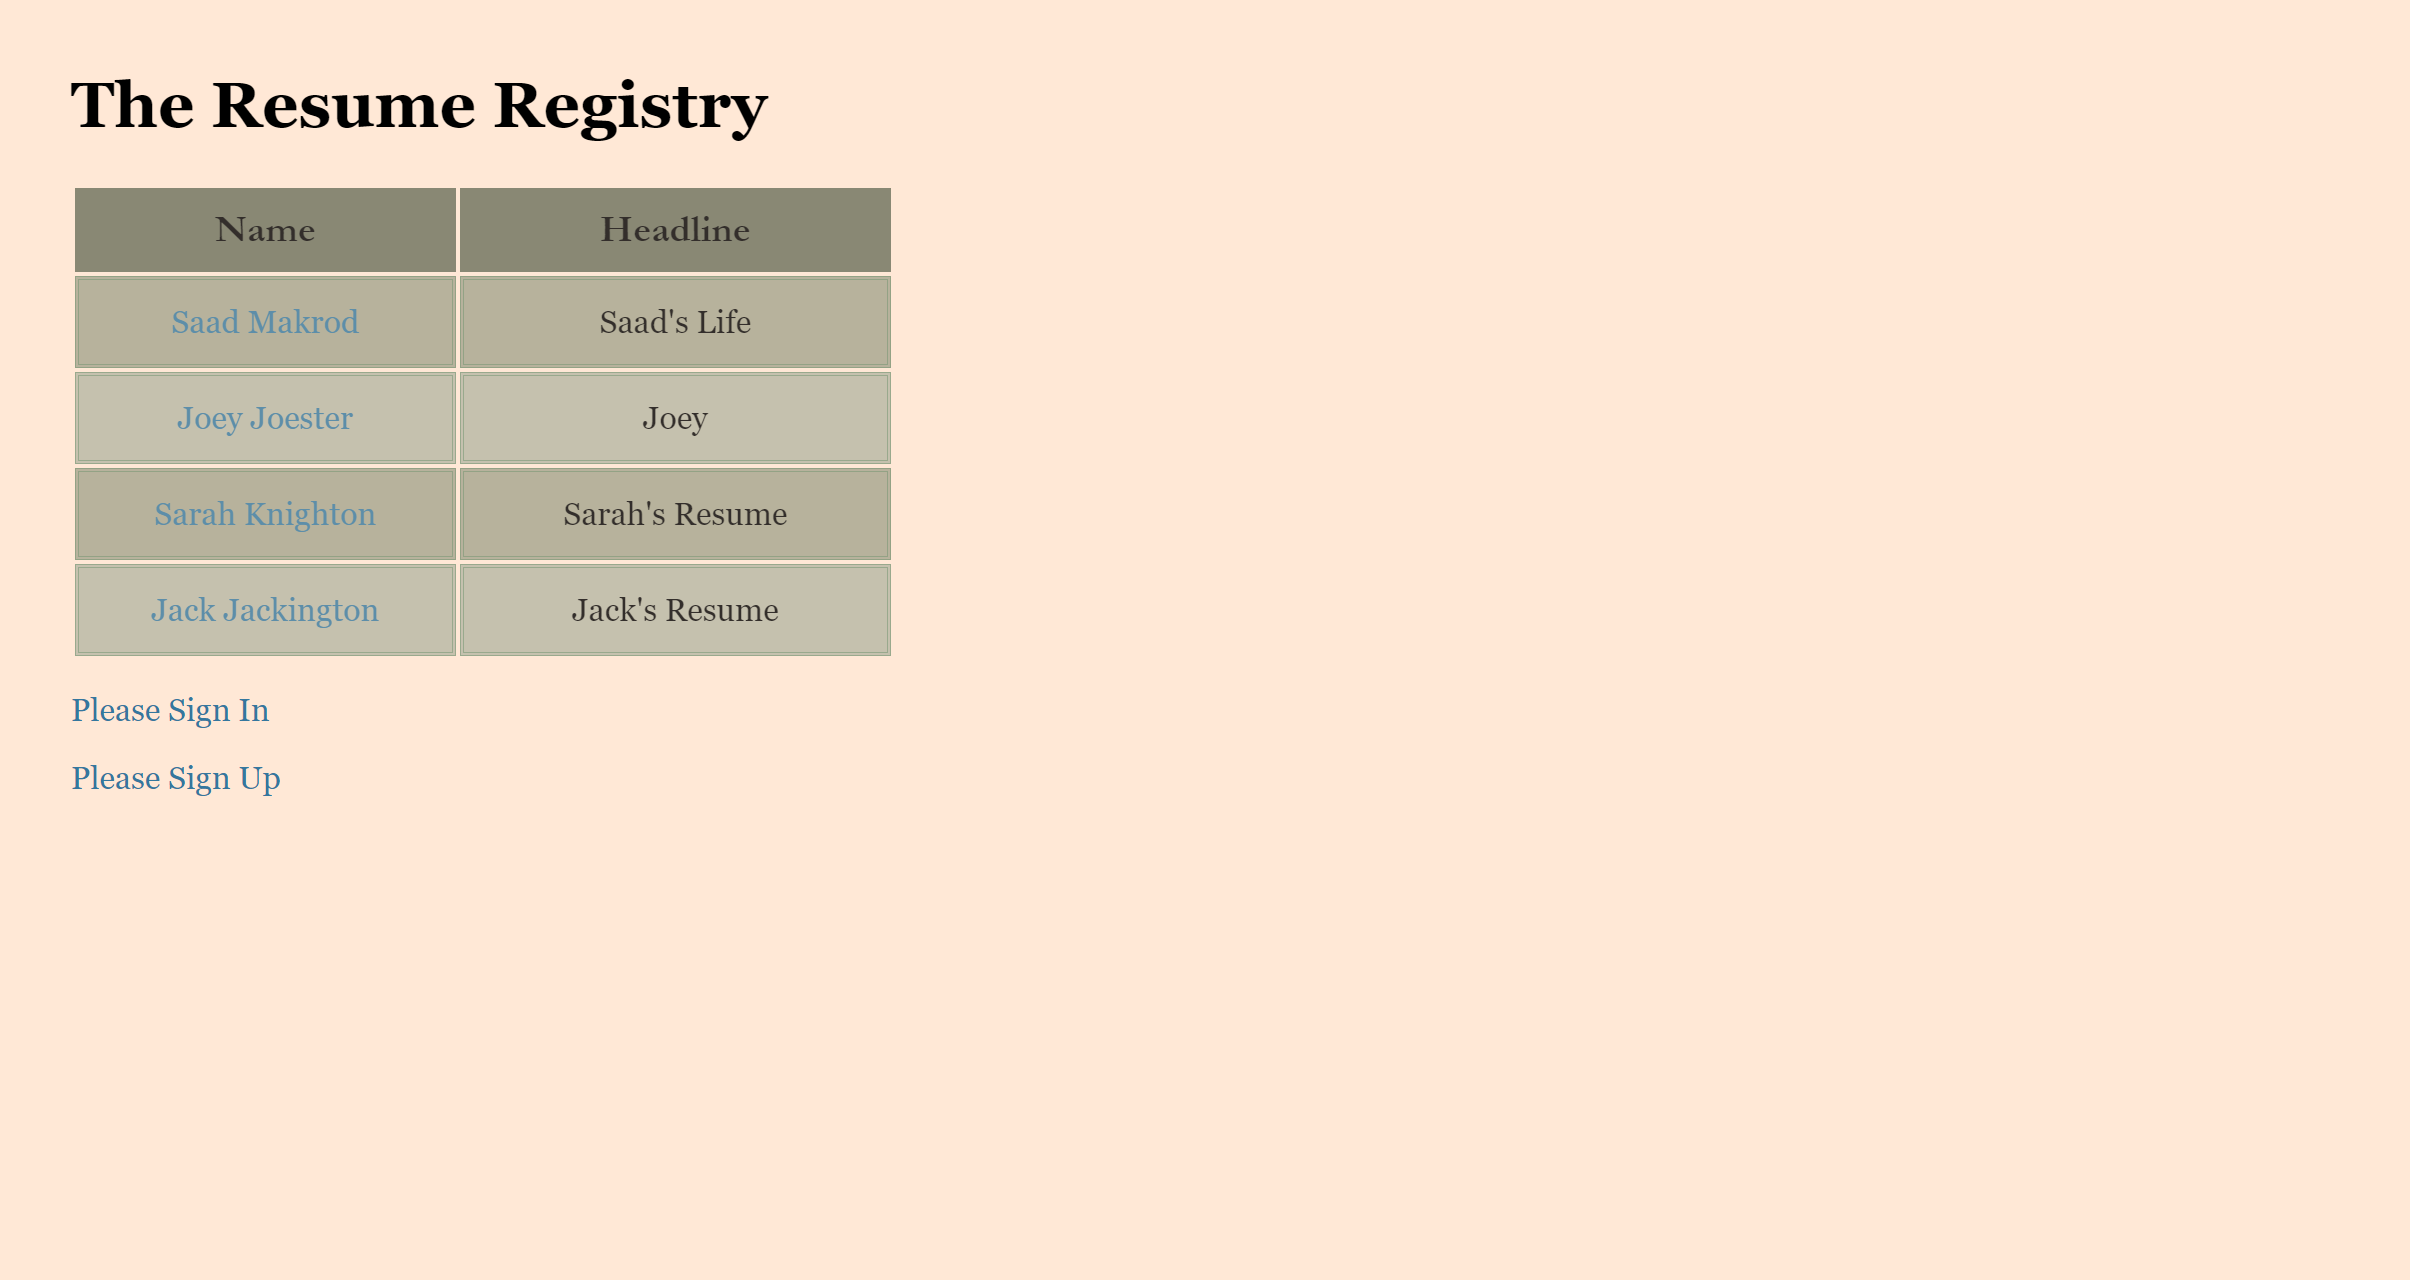 The Resume Registry
Name Headline
Saad Makrod Saad's Life
Joey Joester Joey
Sarah Knighton Sarah's Resume
Jack Jackington Jack's Resume
Please Sign In
Please Sign Up